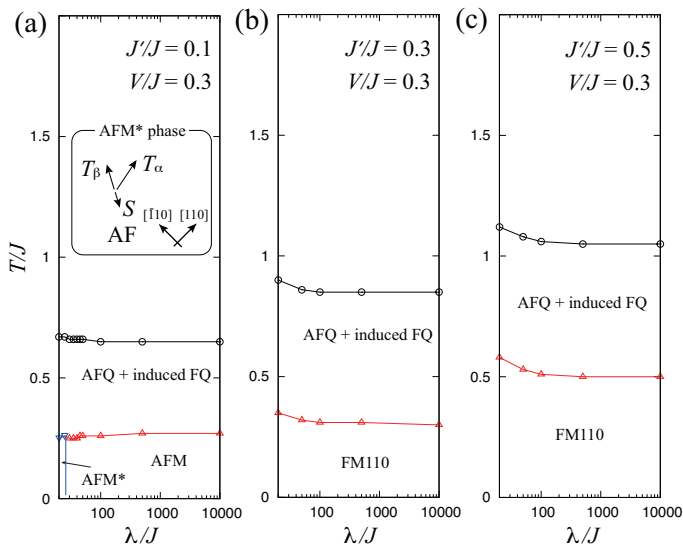 (a)
J′/J = 0.1
V/J = 0.3
AFM* phase
Tβ
Tα
S
[1̄10]
[110]
AF
AFQ + induced FQ
AFM
AFM*
T/J
0
0.5
1
1.5
100
1000
10000
λ/J
(b)
J′/J = 0.3
V/J = 0.3
AFQ + induced FQ
FM110
0
0.5
1
1.5
100
1000
10000
λ/J
(c)
J′/J = 0.5
V/J = 0.3
AFQ + induced FQ
FM110
0
0.5
1
1.5
100
1000
10000
λ/J